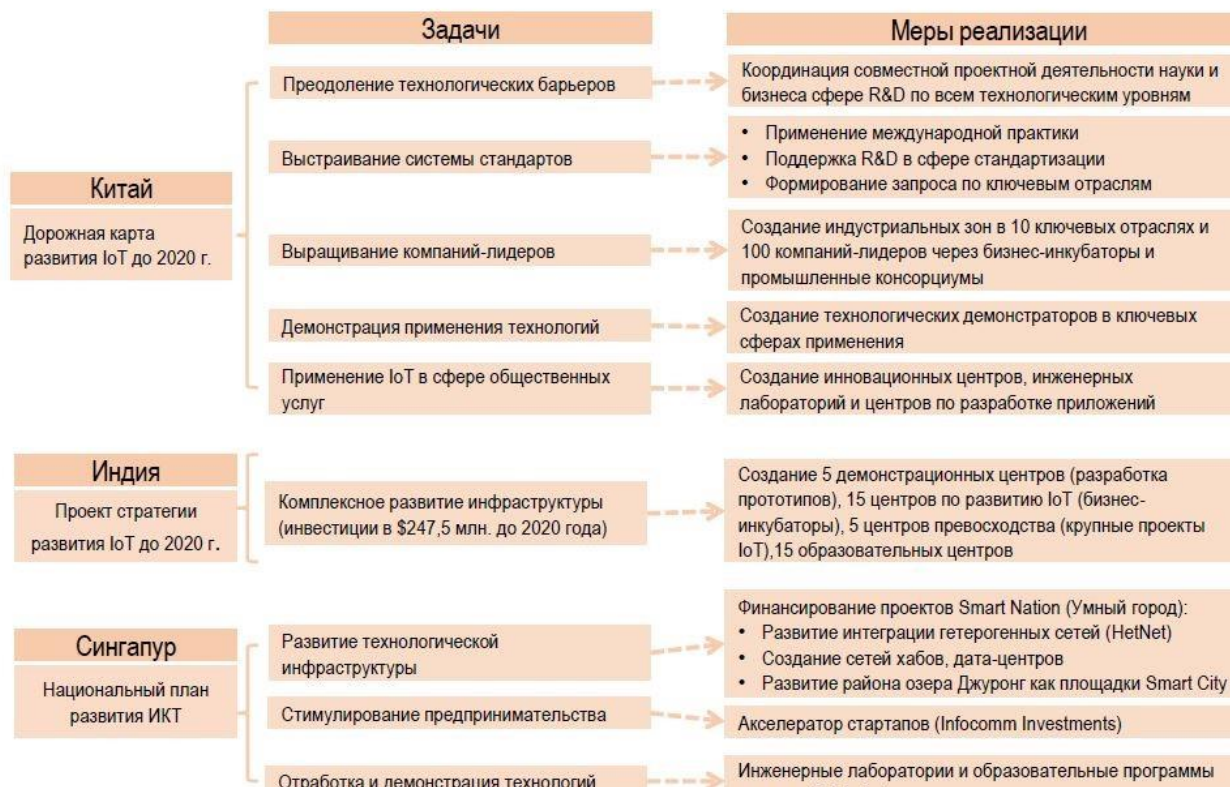 Задачи
Меры реализации
Китай
Дорожная карта
развития IoT до 2020 г.
Преодоление технологических барьеров
Координация совместной проектной деятельности науки и
бизнеса сфере R&D по всем технологическим уровням
Выстраивание системы стандартов
• Применение международной практики
• Поддержка R&D в сфере стандартизации
• Формирование запроса по ключевым отраслям
Выращивание компаний-лидеров
Создание индустриальных зон в 10 ключевых отраслях и
100 компаний-лидеров через бизнес-инкубаторы и
промышленные консорциумы
Демонстрация применения технологий
Создание технологических демонстраторов в ключевых
сферах применения
Применение IoT в сфере общественных
услуг
Создание инновационных центров, инженерных
лабораторий и центров по разработке приложений
Индия
Проект стратегии
развития IoT до 2020 г.
Комплексное развитие инфраструктуры
(инвестиции в $247,5 млн. до 2020 года)
Создание 5 демонстрационных центров (разработка
прототипов), 15 центров по развитию IoT (бизнес-
инкубаторы), 5 центров превосходства (крупные проекты
IoT),15 образовательных центров
Сингапур
Национальный план
развития ИКТ
Развитие технологической
инфраструктуры
Финансирование проектов Smart Nation (Умный город):
• Развитие интеграции гетерогенных сетей (HetNet)
• Создание сетей хабов, дата-центров
• Развитие района озера Джуронг как площадки Smart City
Стимулирование предпринимательства
Акселератор стартапов (Infocomm Investments)
Отработка и демонстрация технологий
Инженерные лаборатории и образовательные программы